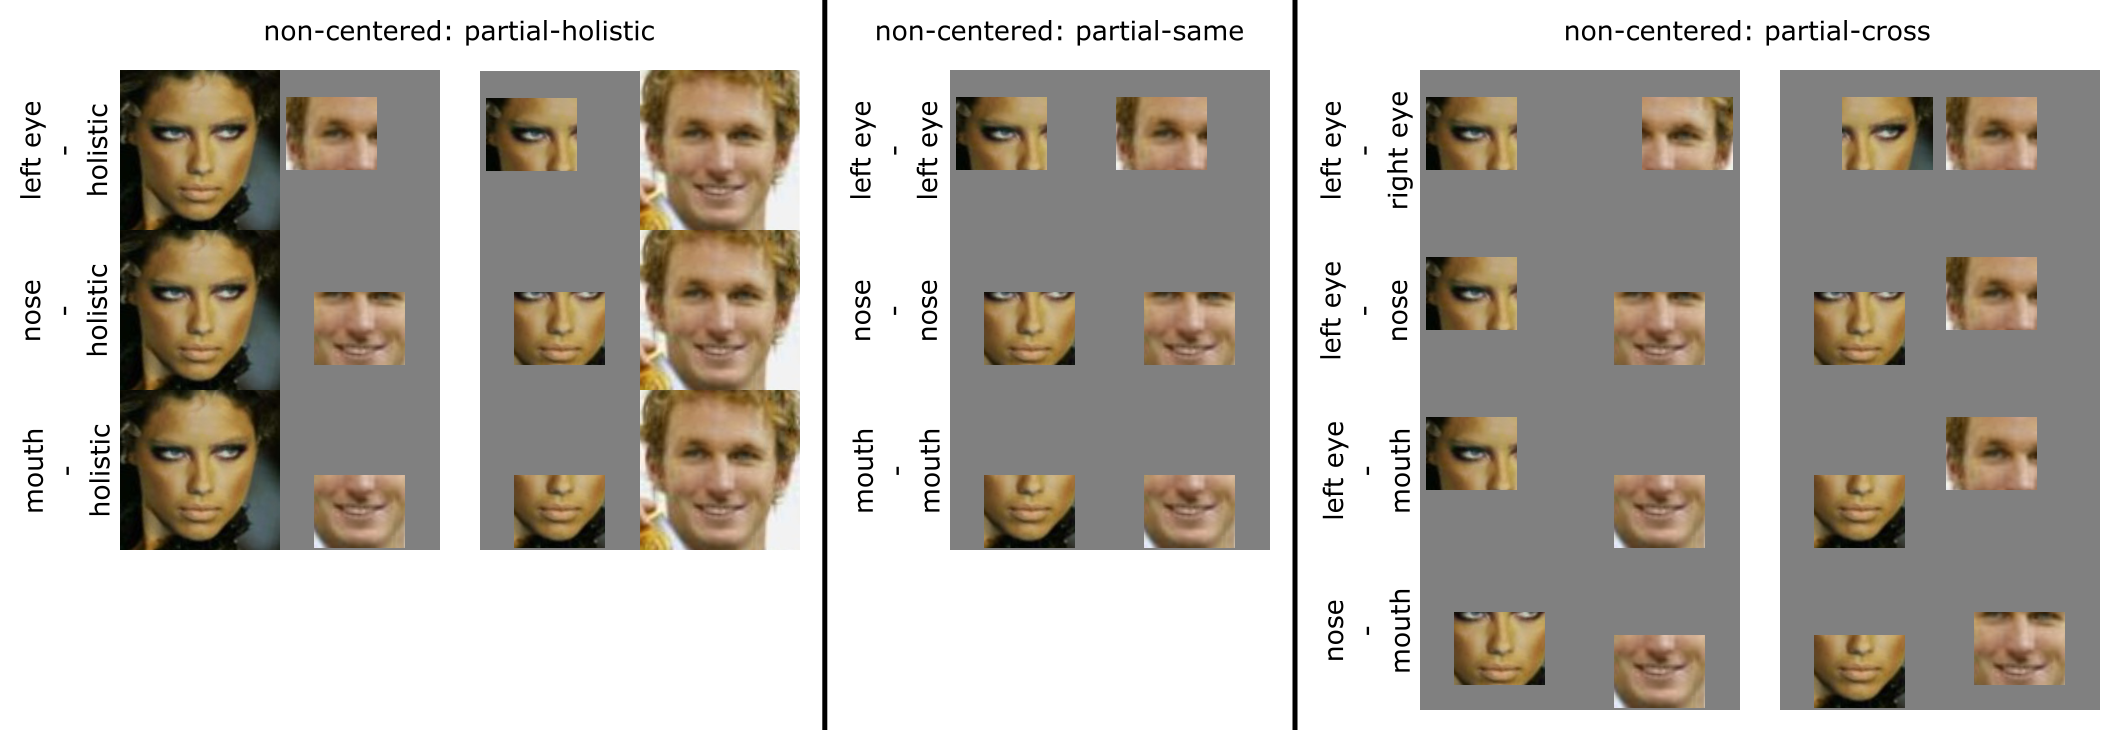 non-centered: partial-holistic
left eye
-
holistic
nose
-
holistic
mouth
-
holistic
non-centered: partial-same
left eye
-
left eye
nose
-
nose
mouth
-
mouth
non-centered: partial-cross
left eye
-
right eye
left eye
-
nose
left eye
-
mouth
nose
-
mouth